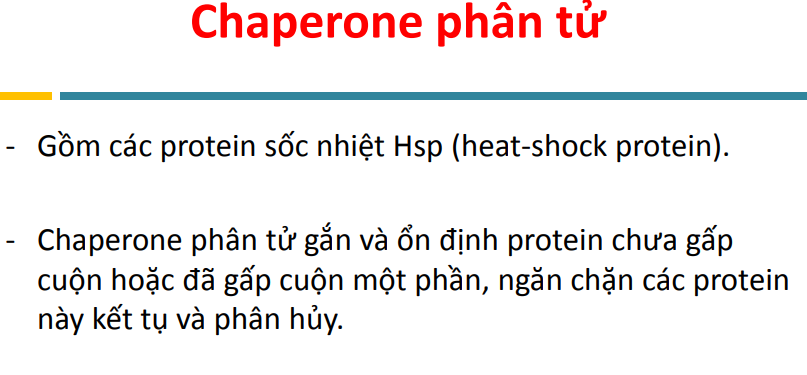 Chaperone phân tử
- Gồm các protein sốc nhiệt Hsp (heat-shock protein).
- Chaperone phân tử gắn và ổn định protein chưa gấp
cuộn hoặc đã gấp cuộn một phần, ngăn chặn các protein
này kết tụ và phân hủy.